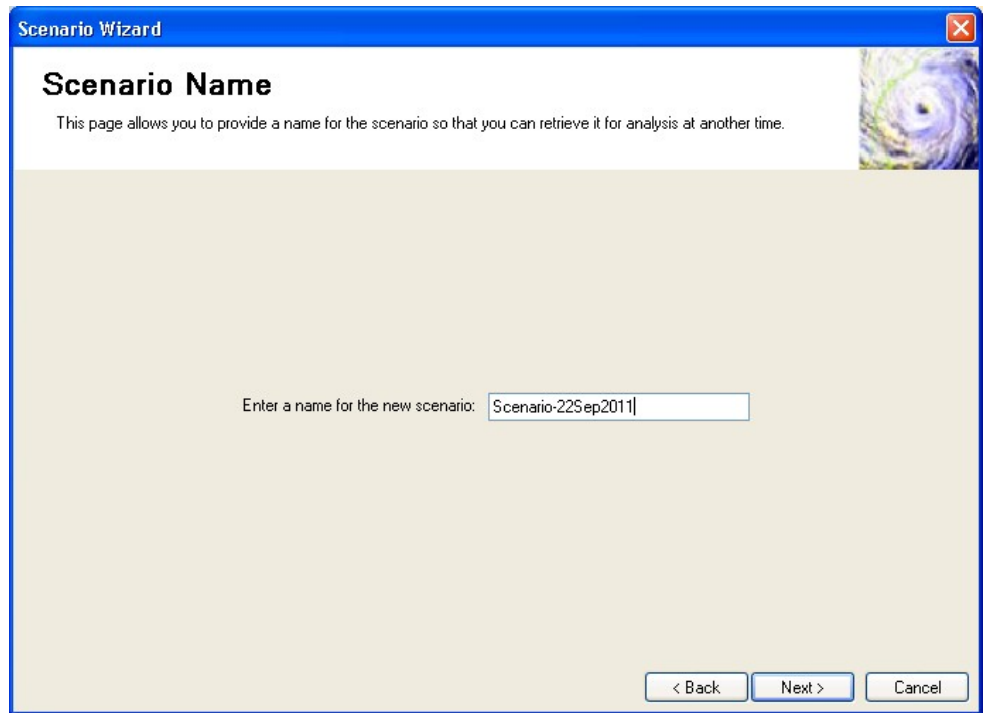 Scenario Wizard
Scenario Name
This page allows you to provide a name for the scenario so that you can retrieve it for analysis at another time.
Enter a name for the new scenario: Scenario-22Sep2011
< Back Next > Cancel